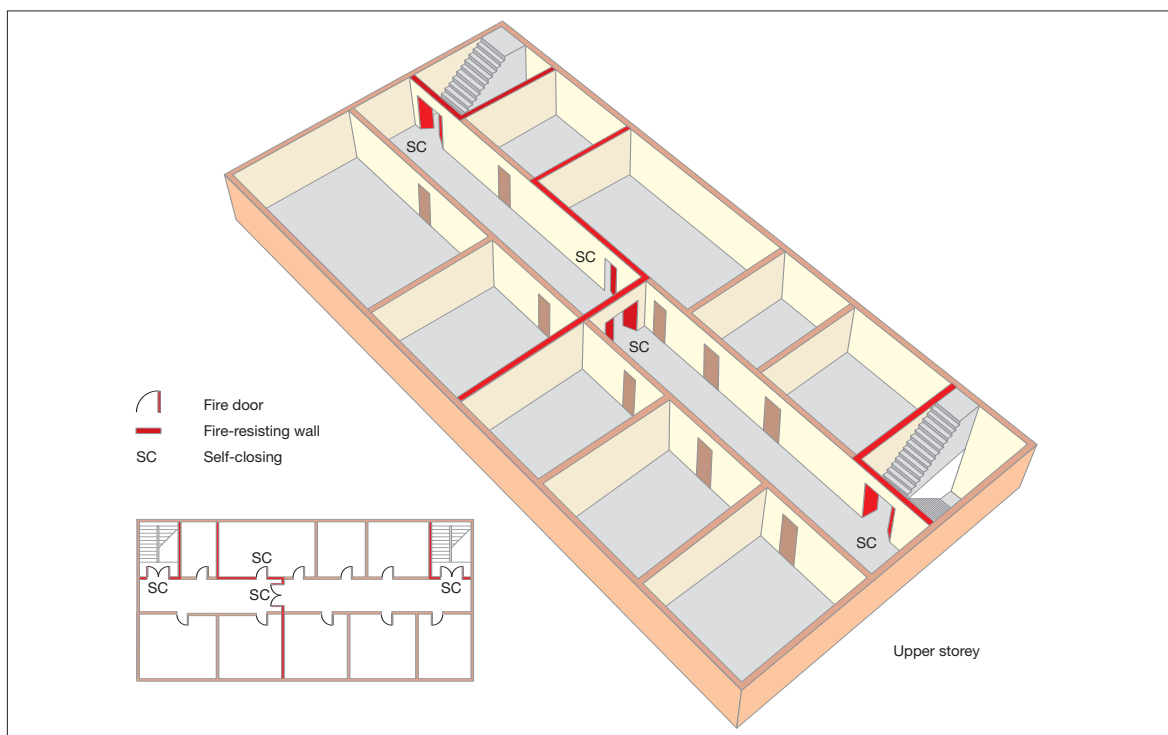 SC
SC
SC
SC
Fire door
Fire-resisting wall
SC Self-closing
SC
SC
SC
SC
Upper storey